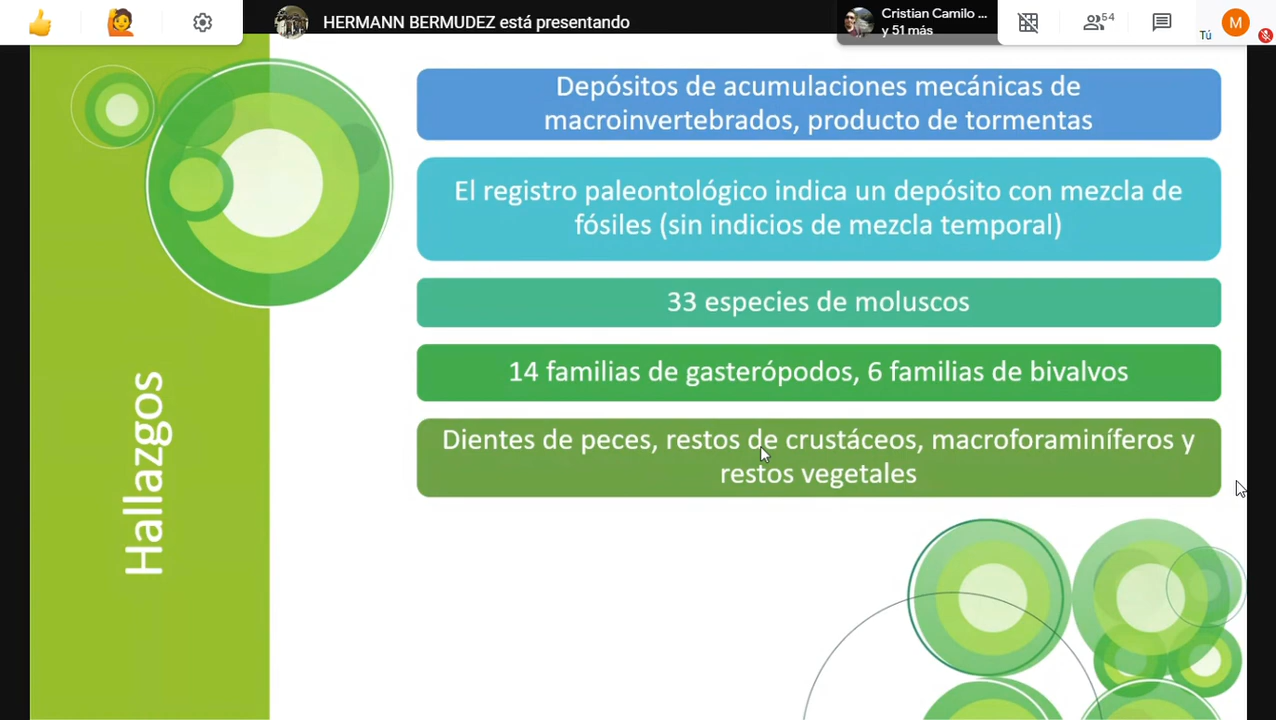 HERMANN BERMUDEZ está presentando
Cristian Camilo ...
y 51 más
54
Tú
M
Depósitos de acumulaciones mecánicas de
macroinvertebrados, producto de tormentas
El registro paleontológico indica un depósito con mezcla de
fósiles (sin indicios de mezcla temporal)
33 especies de moluscos
14 familias de gasterópodos, 6 familias de bivalvos
Dientes de peces, restos de crustáceos, macroforaminíferos y
restos vegetales
Hallazgos